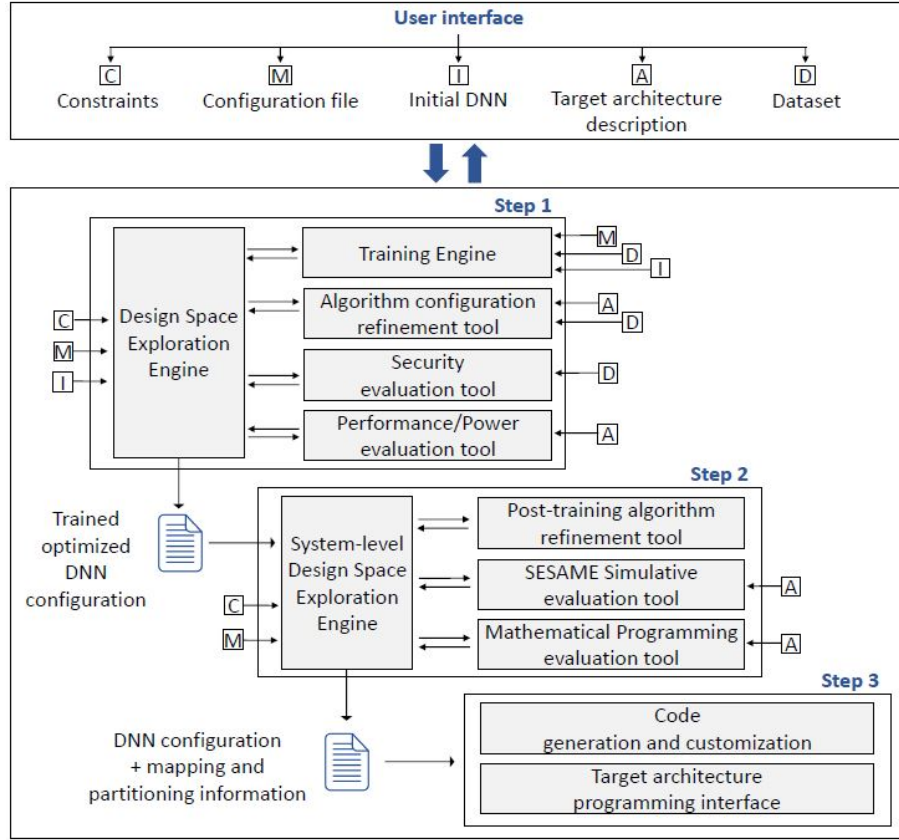 User interface
C
M
I
A
D
Constraints
Configuration file
Initial DNN
Target architecture
description
Dataset
Step 1
Design Space
Exploration
Engine
C
M
I
Training Engine
M
D
I
Algorithm configuration
refinement tool
A
D
Security
evaluation tool
D
Performance/Power
evaluation tool
A
Step 2
Trained
optimized
DNN
configuration
System-level
Design Space
Exploration
Engine
C
M
Post-training algorithm
refinement tool
SESAME Simulative
evaluation tool
A
Mathematical Programming
evaluation tool
A
Step 3
DNN configuration
+ mapping and
partitioning information
Code
generation and customization
Target architecture
programming interface